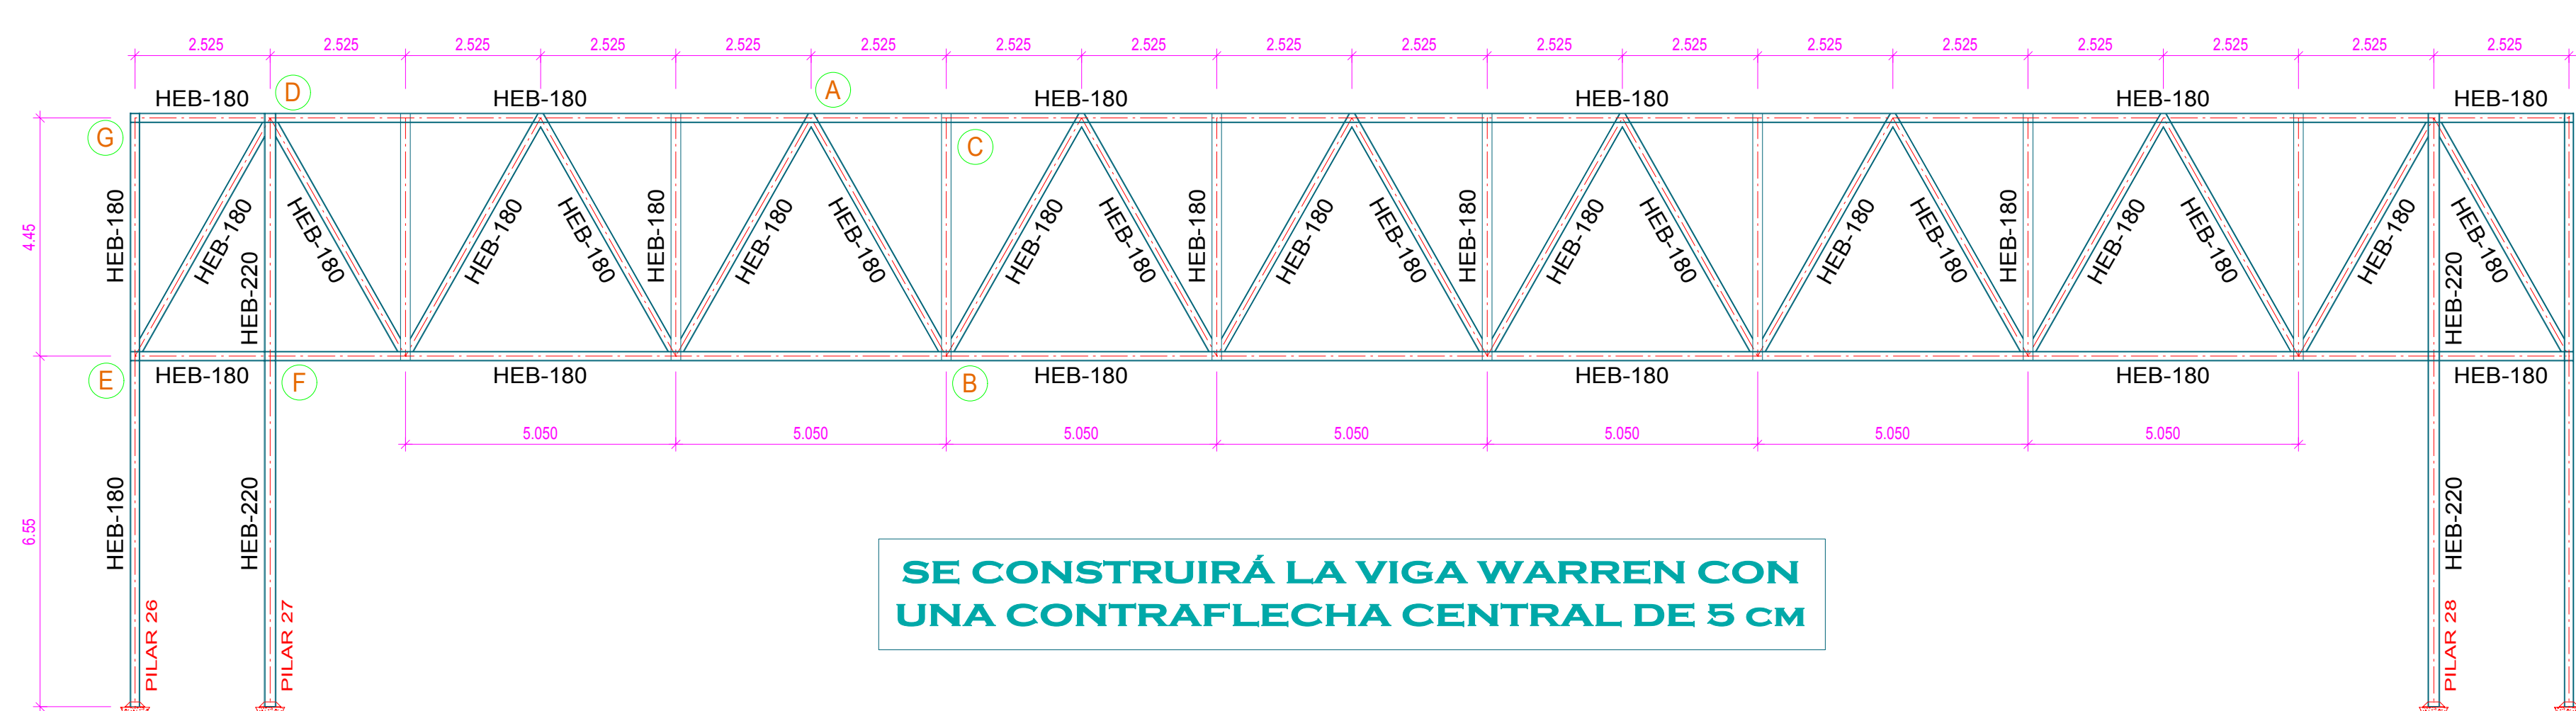 2.525 2.525 2.525 2.525 2.525 2.525 2.525 2.525 2.525 2.525 2.525 2.525 2.525 2.525 2.525 2.525 2.525 2.525
D A
HEB-180 HEB-180 HEB-180 HEB-180 HEB-180 HEB-180
G C
4.45
HEB-180 HEB-180 HEB-220 HEB-180 HEB-180 HEB-180 HEB-180 HEB-180 HEB-180 HEB-180 HEB-180 HEB-180 HEB-180 HEB-180 HEB-180 HEB-180 HEB-180 HEB-180 HEB-180 HEB-180 HEB-180 HEB-180 HEB-180 HEB-220 HEB-180
E F B
HEB-180 HEB-180 HEB-180 HEB-180 HEB-180 HEB-180
5.050 5.050 5.050 5.050 5.050 5.050 5.050
6.55
HEB-180 HEB-220 HEB-220
SE CONSTRUIRÁ LA VIGA WARREN CON
UNA CONTRAFLECHA CENTRAL DE 5 CM
PILAR 26 PILAR 27 PILAR 28